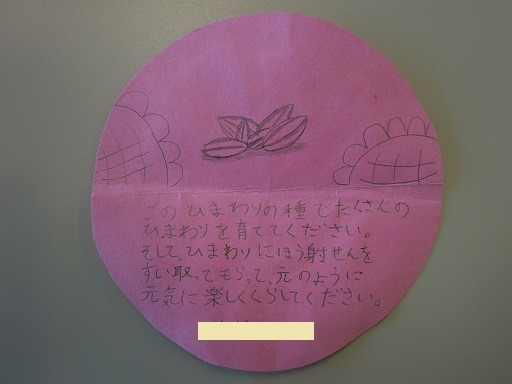 このひまわりの種でたくさんの
ひまわりを育ててください。
そして、ひまわりにほう射せんを
すい取ってもらって、元のように
元気に楽しくくらしてください。